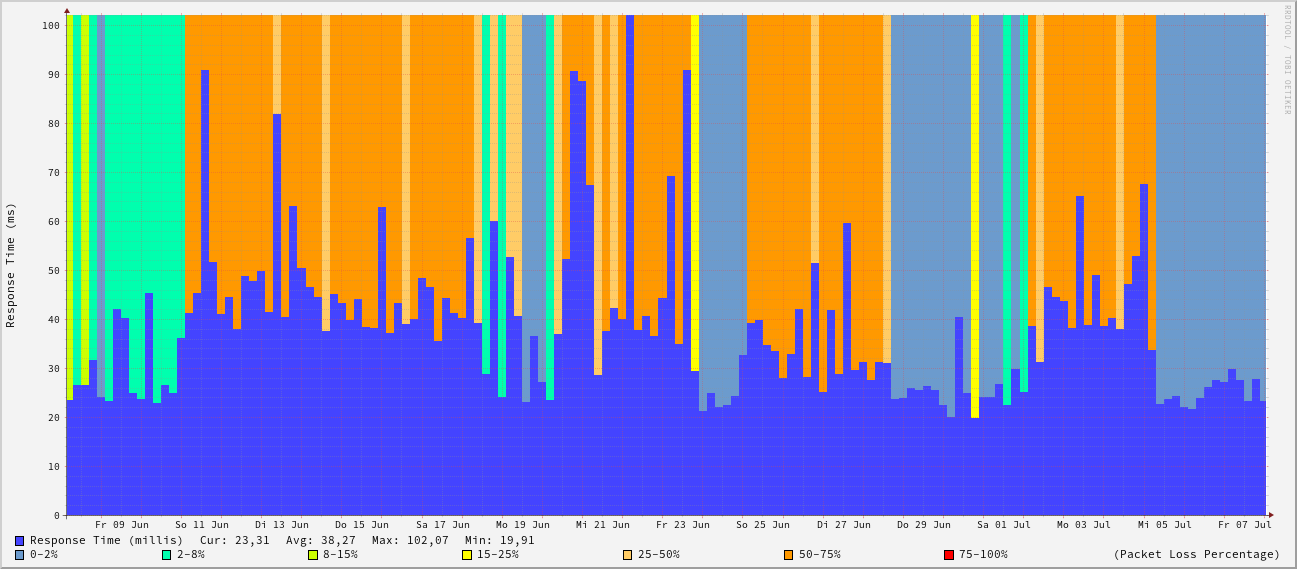 RRDTOOL / TOBI OETIKER
Response Time (ms)
100
90
80
70
60
50
40
30
20
10
0
Fr 09 Jun So 11 Jun Di 13 Jun Do 15 Jun Sa 17 Jun Mo 19 Jun Mi 21 Jun Fr 23 Jun So 25 Jun Di 27 Jun Do 29 Jun Sa 01 Jul Mo 03 Jul Mi 05 Jul Fr 07 Jul
Response Time (millis) Cur: 23,31 Avg: 38,27 Max: 102,07 Min: 19,91
0-2% 2-8% 8-15% 15-25% 25-50% 50-75% 75-100% (Packet Loss Percentage)